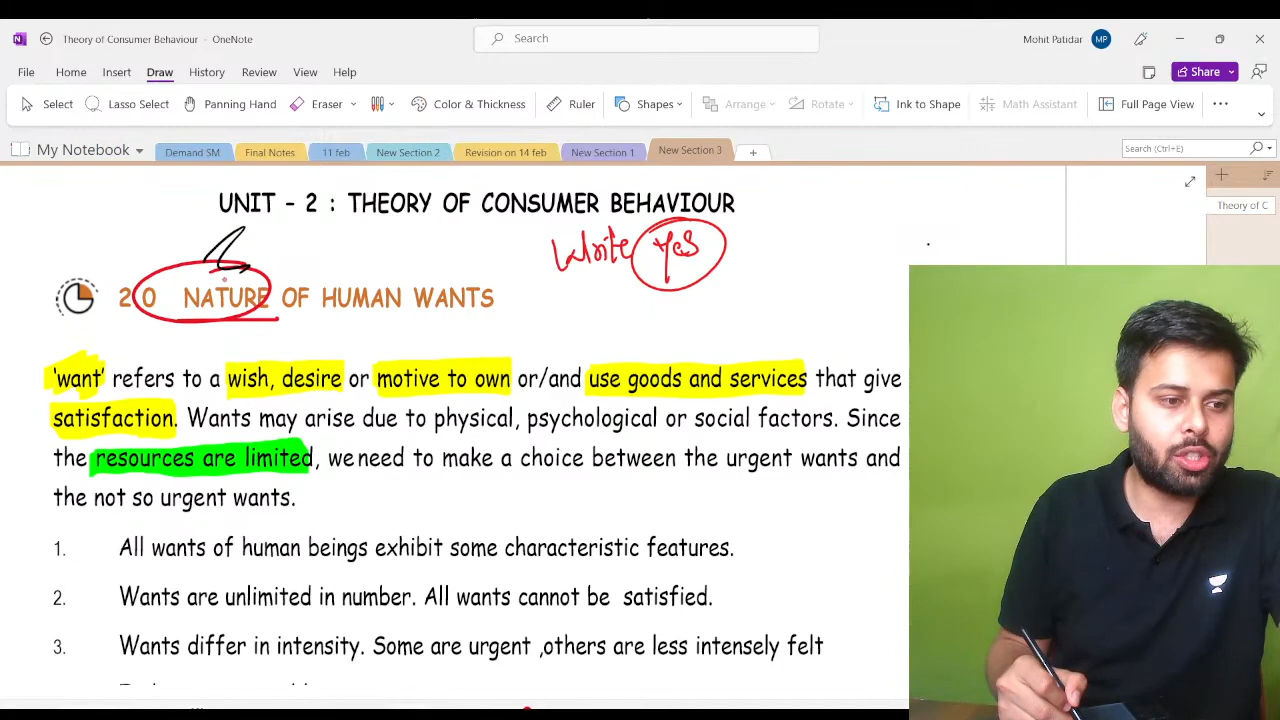 Theory of Consumer Behaviour - OneNote
Search
Mohit Patidar MP
File Home Insert Draw History Review View Help
Share
Select Lasso Select Panning Hand Eraser Color & Thickness Ruler Shapes Arrange Rotate Ink to Shape Math Assistant Full Page View
My Notebook Demand SM Final Notes 11 feb New Section 2 Revision on 14 feb New Section 1 New Section 3 Search (Ctrl+E)
Theory of C
UNIT - 2 : THEORY OF CONSUMER BEHAVIOUR
Write Yes
2 0 NATURE OF HUMAN WANTS
'want' refers to a wish, desire or motive to own or/and use goods and services that give
satisfaction. Wants may arise due to physical, psychological or social factors. Since
the resources are limited, we need to make a choice between the urgent wants and
the not so urgent wants.
1. All wants of human beings exhibit some characteristic features.
2. Wants are unlimited in number. All wants cannot be satisfied.
3. Wants differ in intensity. Some are urgent ,others are less intensely felt